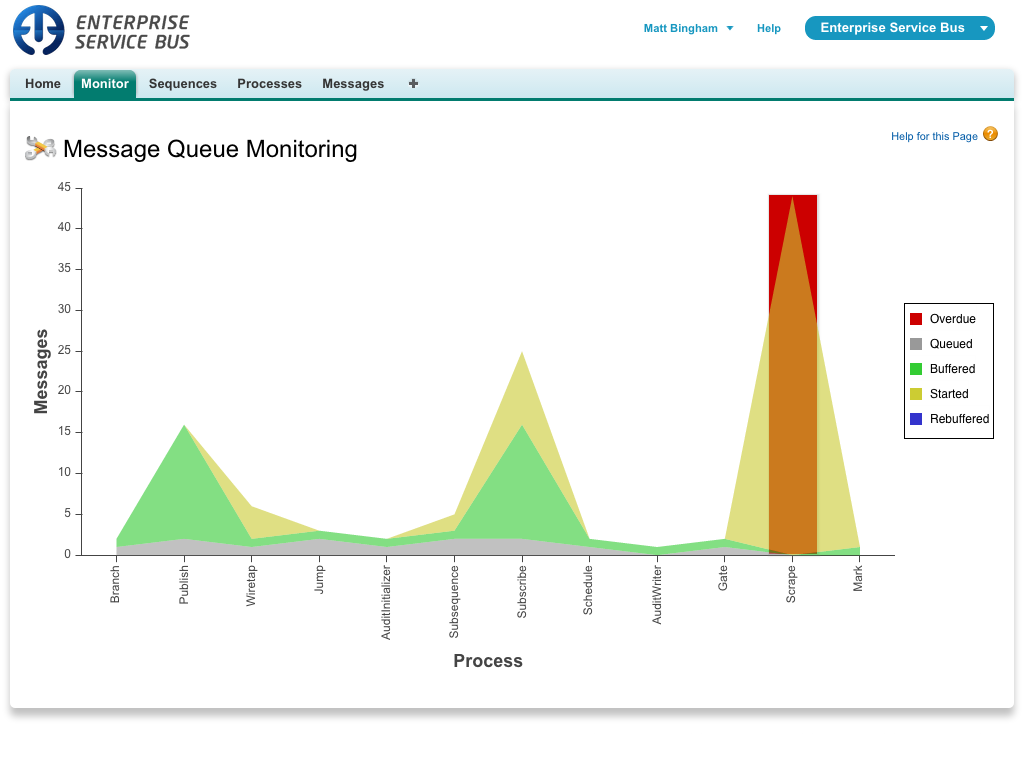 ENTERPRISE
SERVICE BUS
Matt Bingham
Help
Enterprise Service Bus
Home
Monitor
Sequences
Processes
Messages
+
Help for this Page ?
Message Queue Monitoring
45
40
35
30
25
20
15
10
5
0
Messages
Branch
Publish
Wiretap
Jump
AuditInitializer
Subsequence
Subscribe
Schedule
AuditWriter
Gate
Scrape
Mark
Process
Overdue
Queued
Buffered
Started
Rebuffered